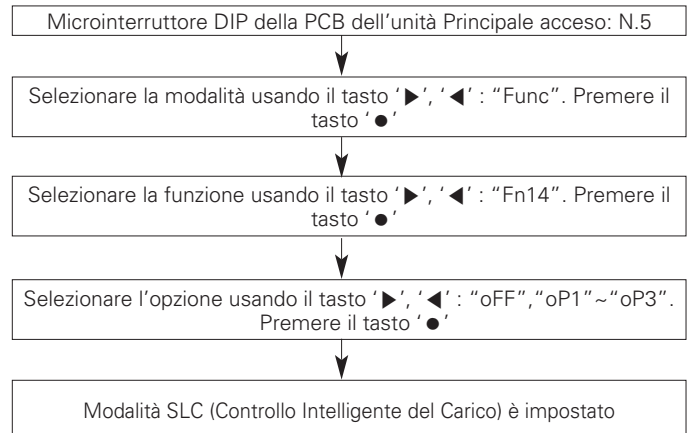 Microinterruttore DIP della PCB dell'unità Principale acceso: N.5
Selezionare la modalità usando il tasto ‘▶’, ‘◀’ : “Func”. Premere il
tasto ‘●’
Selezionare la funzione usando il tasto ‘▶’, ‘◀’ : “Fn14”. Premere il
tasto ‘●’
Selezionare l'opzione usando il tasto ‘▶’, ‘◀’ : “oFF”,“oP1”~“oP3”.
Premere il tasto ‘●’
Modalità SLC (Controllo Intelligente del Carico) è impostato